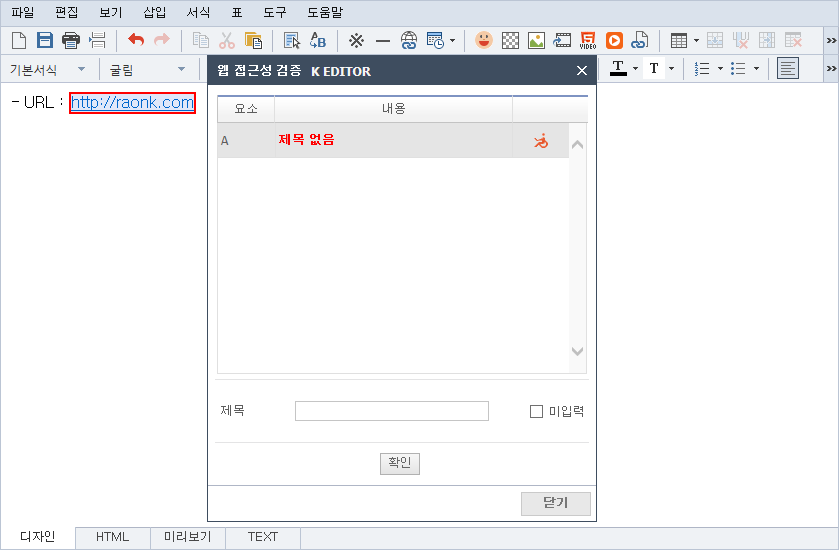 파일 편집 보기 삽입 서식 표 도구 도움말
기본서식 굴림
- URL : http://raonk.com
웹 접근성 검증 K EDITOR
요소 내용
A 제목 없음
제목 미입력
확인
닫기
디자인 HTML 미리보기 TEXT